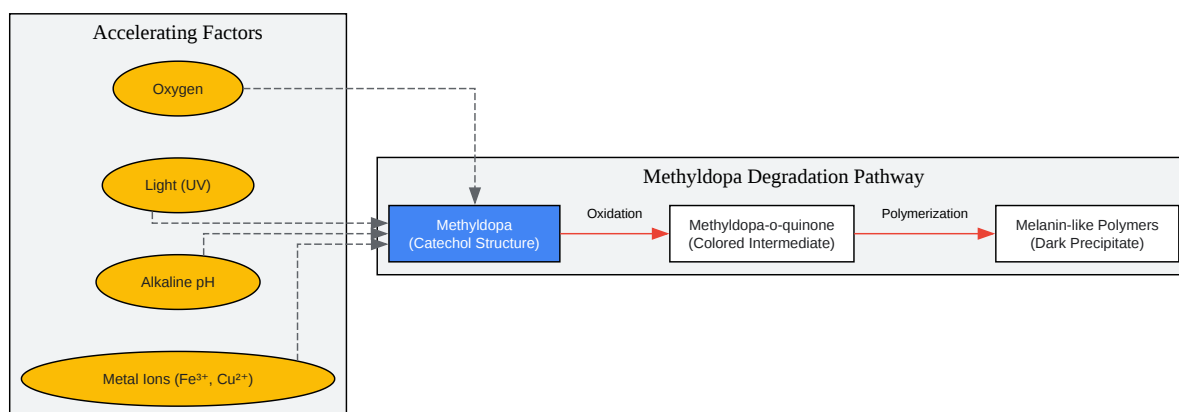 Accelerating Factors
Oxygen
Light (UV)
Alkaline pH
Metal Ions (Fe³⁺, Cu²⁺)
Methyldopa Degradation Pathway
Methyldopa
(Catechol Structure)
Oxidation
Methyldopa-o-quinone
(Colored Intermediate)
Polymerization
Melanin-like Polymers
(Dark Precipitate)